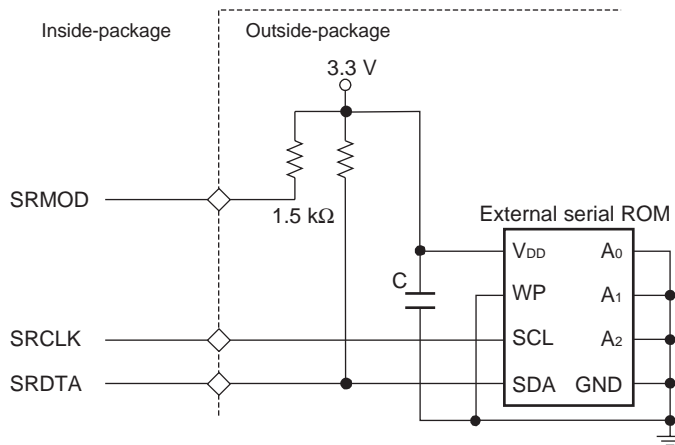 Inside-package
Outside-package
3.3 V
SRMOD
1.5 kΩ
External serial ROM
VDD
A0
C
WP
A1
SRCLK
SCL
A2
SRDTA
SDA
GND